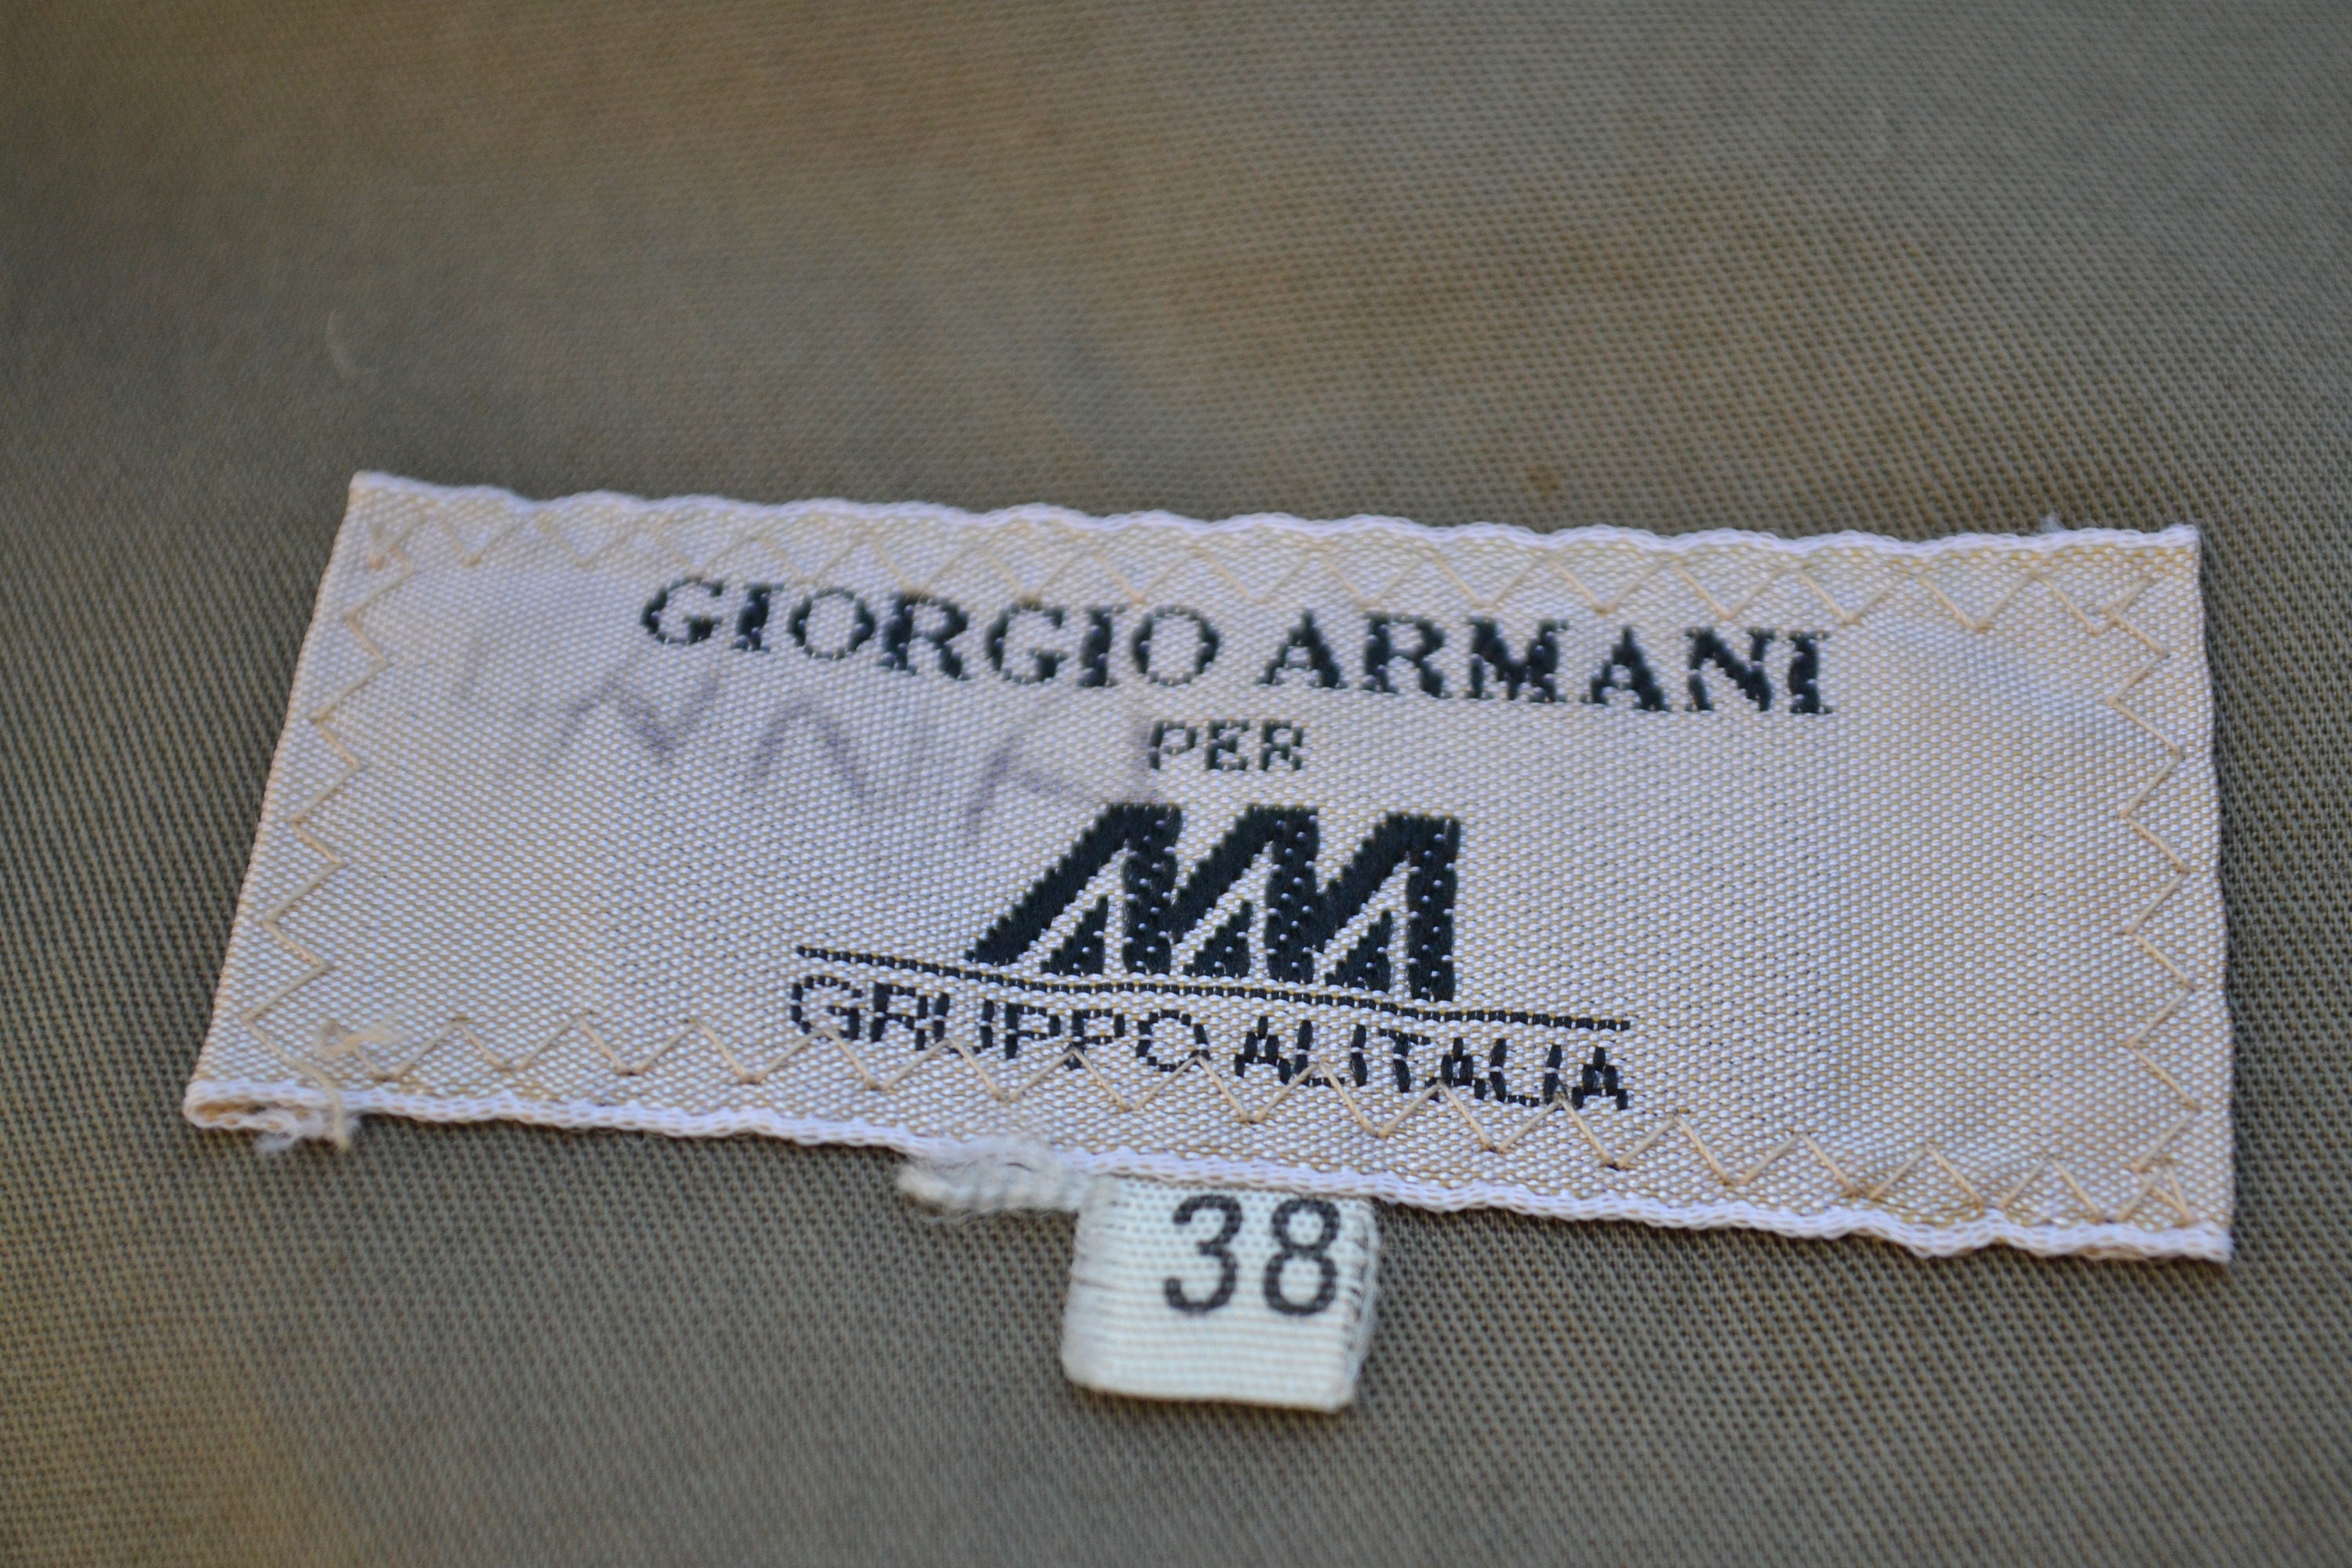 GIORGIO ARMANI
PER
GRUPPO ALITALIA
38